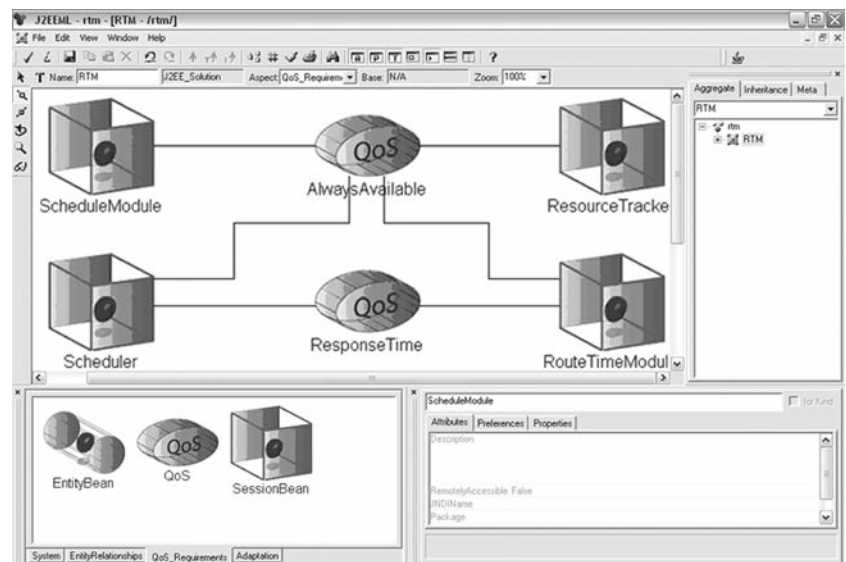 J2EEML - rtm - [RTM - /rtm/]
File Edit View Window Help
Name: RTM J2EE_Solution Aspect: QoS_Requirem Base: N/A Zoom: 100%
Aggregate Inheritance Meta
RTM
rtm
RTM
QoS
ScheduleModule AlwaysAvailable ResourceTracke
QoS
Scheduler ResponseTime RouteTimeModul
QoS
EntityBean QoS SessionBean
System EntityRelationships QoS_Requirements Adaptation
ScheduleModule for Kind
Attributes Preferences Properties
Description
RemotelyAccessible False
JNDIName
Package